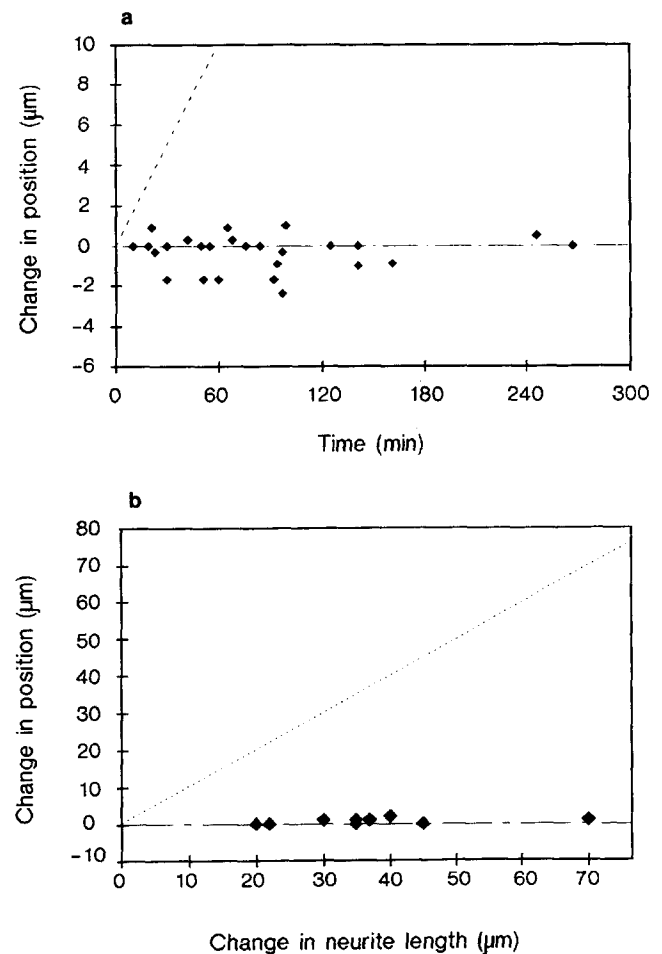 a
10
8
6
4
2
0
−2
−4
−6
Change in position (μm)
0 60 120 180 240 300
Time (min)
b
80
70
60
50
40
30
20
10
0
−10
Change in position (μm)
0 10 20 30 40 50 60 70
Change in neurite length (μm)